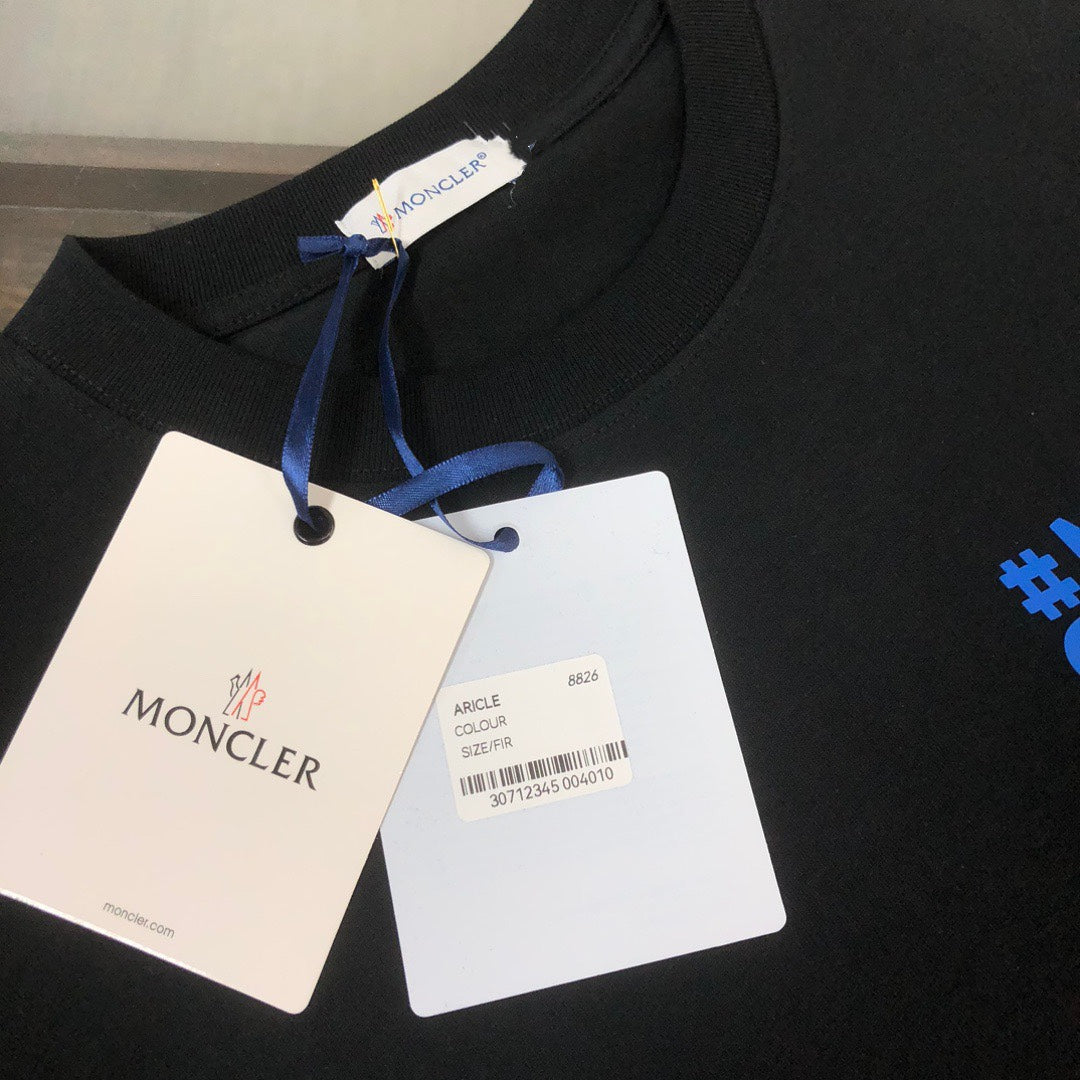 MONCLER®
MONCLER
moncler.com
8826
ARICLE
COLOUR
SIZE/FIR
30712345 004010
#